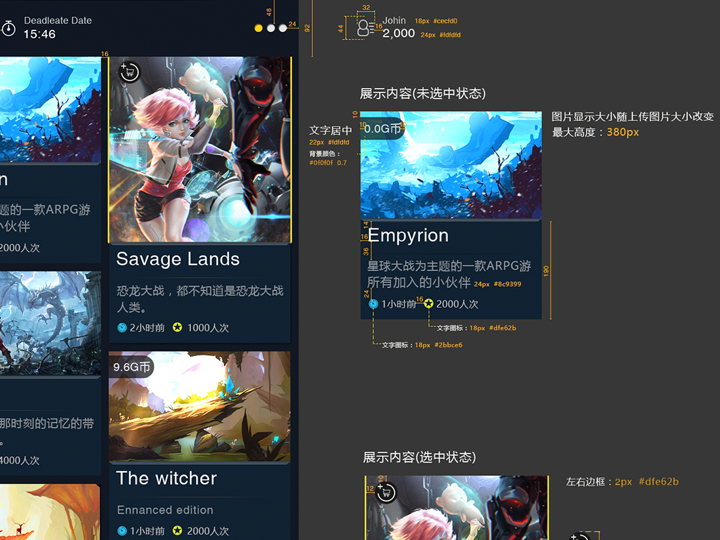 Deadleate Date
15:46
48
24
92
16
n
题的一款ARPG游
小伙伴
2000人次
那时刻的记忆的带
。
4000人次
Savage Lands
恐龙大战，都不知道是恐龙大战
人类。
2小时前
1000人次
9.6G币
The witcher
Enhanced edition
1小时前
2000人次
32
44
16
Johin 18px #cecfd0
2,000 24px #fdfdfd
展示内容(未选中状态)
文字居中
22px #fdfdfd
背景颜色：
#0f0f0f 0.7
10
10
0.0G币
图片显示大小随上传图片大小改变
最大高度：380px
14
16
Empyrion
36
星球大战为主题的一款ARPG游
所有加入的小伙伴 24px #8c9399
24
16
1小时前
2000人次
190
文字图标：18px #dfe62b
文字图标：18px #2bbce6
展示内容(选中状态)
10
12
左右边框：2px #dfe62b